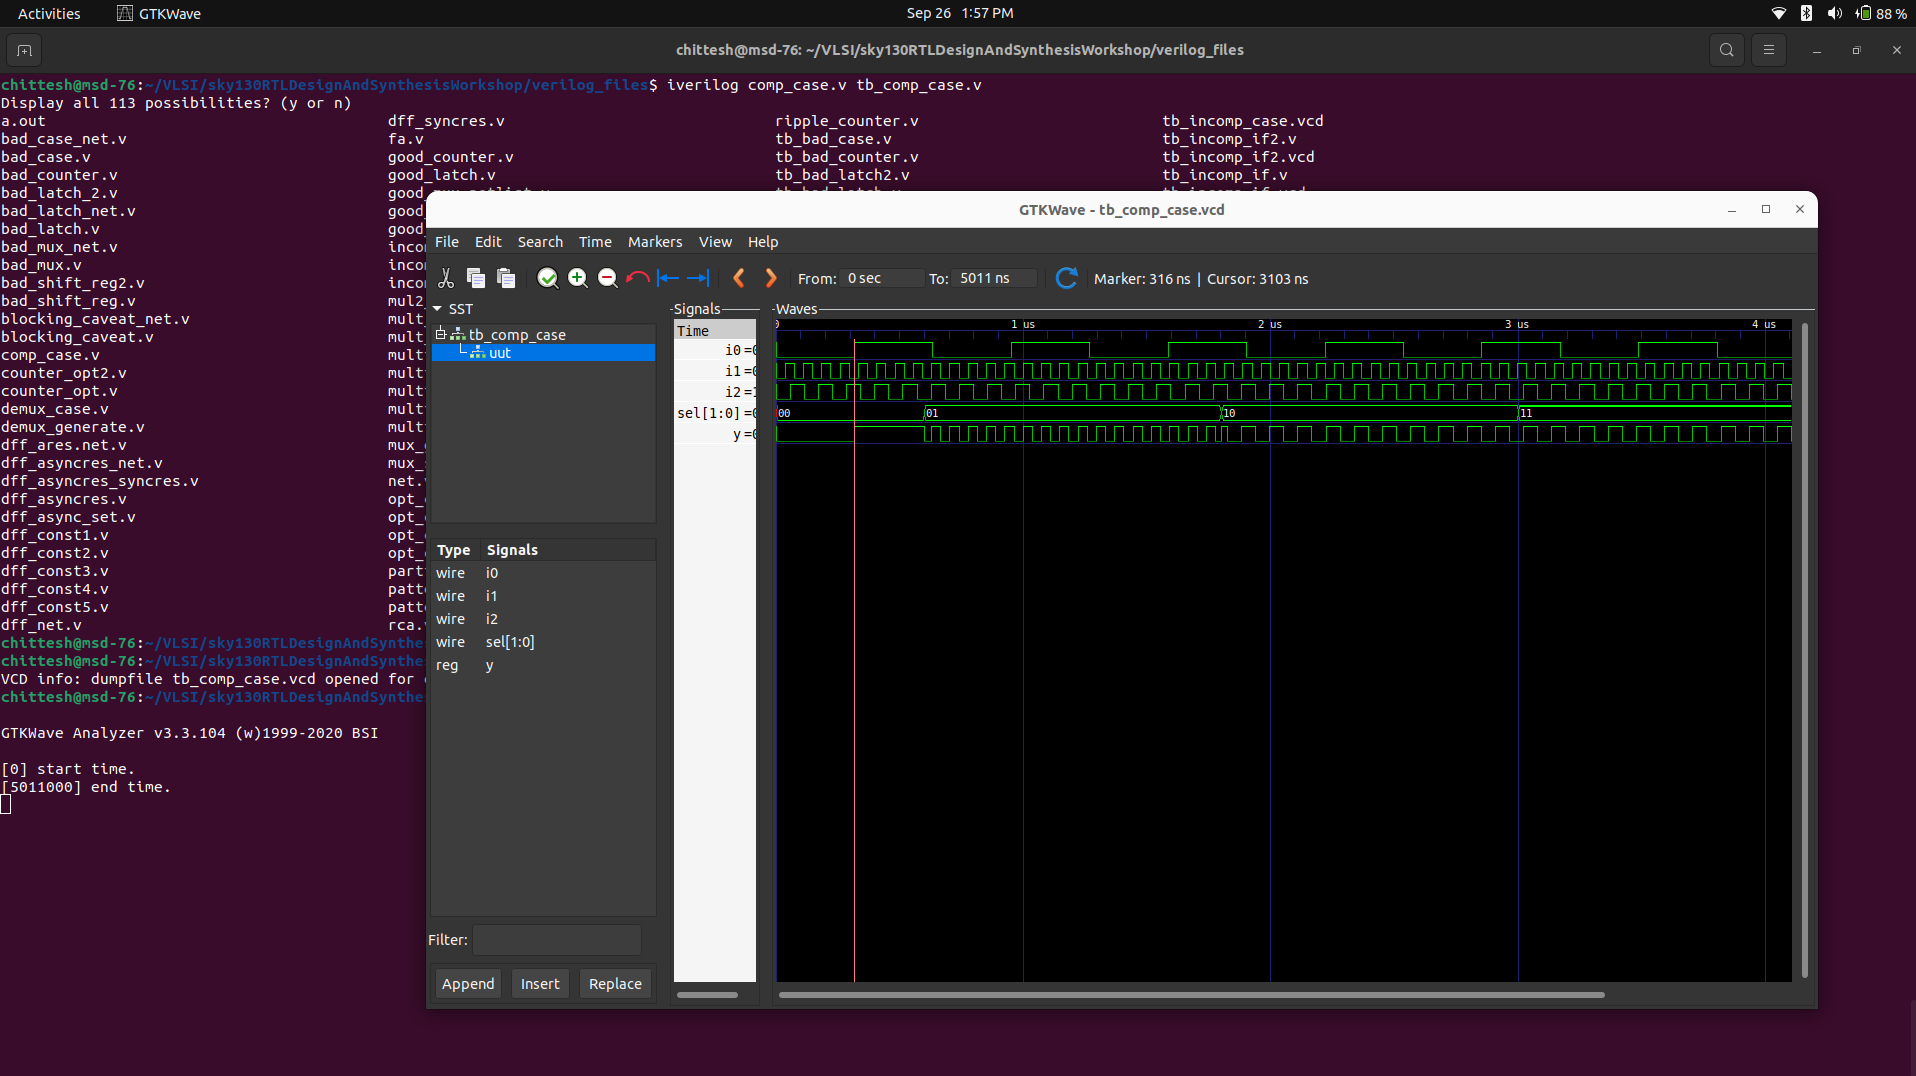 Activities GTKWave Sep 26 1:57 PM 88 %
chittesh@msd-76: ~/VLSI/sky130RTLDesignAndSynthesisWorkshop/verilog_files
chittesh@msd-76:~/VLSI/sky130RTLDesignAndSynthesisWorkshop/verilog_files$ iverilog comp_case.v tb_comp_case.v
Display all 113 possibilities? (y or n)
a.out dff_syncres.v ripple_counter.v tb_incomp_case.vcd
bad_case_net.v fa.v tb_bad_case.v tb_incomp_if2.v
bad_case.v good_counter.v tb_bad_counter.v tb_incomp_if2.vcd
bad_counter.v good_latch.v tb_bad_latch2.v tb_incomp_if.v
bad_latch_2.v good_mux_netlist.v tb_bad_latch.v tb_incomp_if.vcd
bad_latch_net.v good
bad_latch.v good
bad_mux_net.v inco
bad_mux.v inco
bad_shift_reg2.v inco
bad_shift_reg.v mul2
blocking_caveat_net.v mult
blocking_caveat.v mult
comp_case.v mult
counter_opt2.v mult
counter_opt.v mult
demux_case.v mult
demux_generate.v mult
dff_ares.net.v mux_
dff_asyncres_net.v mux_
dff_asyncres_syncres.v net.
dff_asyncres.v opt_
dff_async_set.v opt_
dff_const1.v opt_
dff_const2.v opt_
dff_const3.v part
dff_const4.v patt
dff_const5.v patt
dff_net.v rca.
chittesh@msd-76:~/VLSI/sky130RTLDesignAndSynthe
chittesh@msd-76:~/VLSI/sky130RTLDesignAndSynthe
VCD info: dumpfile tb_comp_case.vcd opened for
chittesh@msd-76:~/VLSI/sky130RTLDesignAndSynthe
GTKWave Analyzer v3.3.104 (w)1999-2020 BSI
[0] start time.
[5011000] end time.
GTKWave - tb_comp_case.vcd
File Edit Search Time Markers View Help
From: 0 sec To: 5011 ns Marker: 316 ns | Cursor: 3103 ns
SST
tb_comp_case
uut
Type Signals
wire i0
wire i1
wire i2
wire sel[1:0]
reg y
Filter:
Append Insert Replace
Signals Waves
Time 0 1 us 2 us 3 us 4 us
i0 =0
i1 =0
i2 =1
sel[1:0] =0 00 01 10 11
y =0